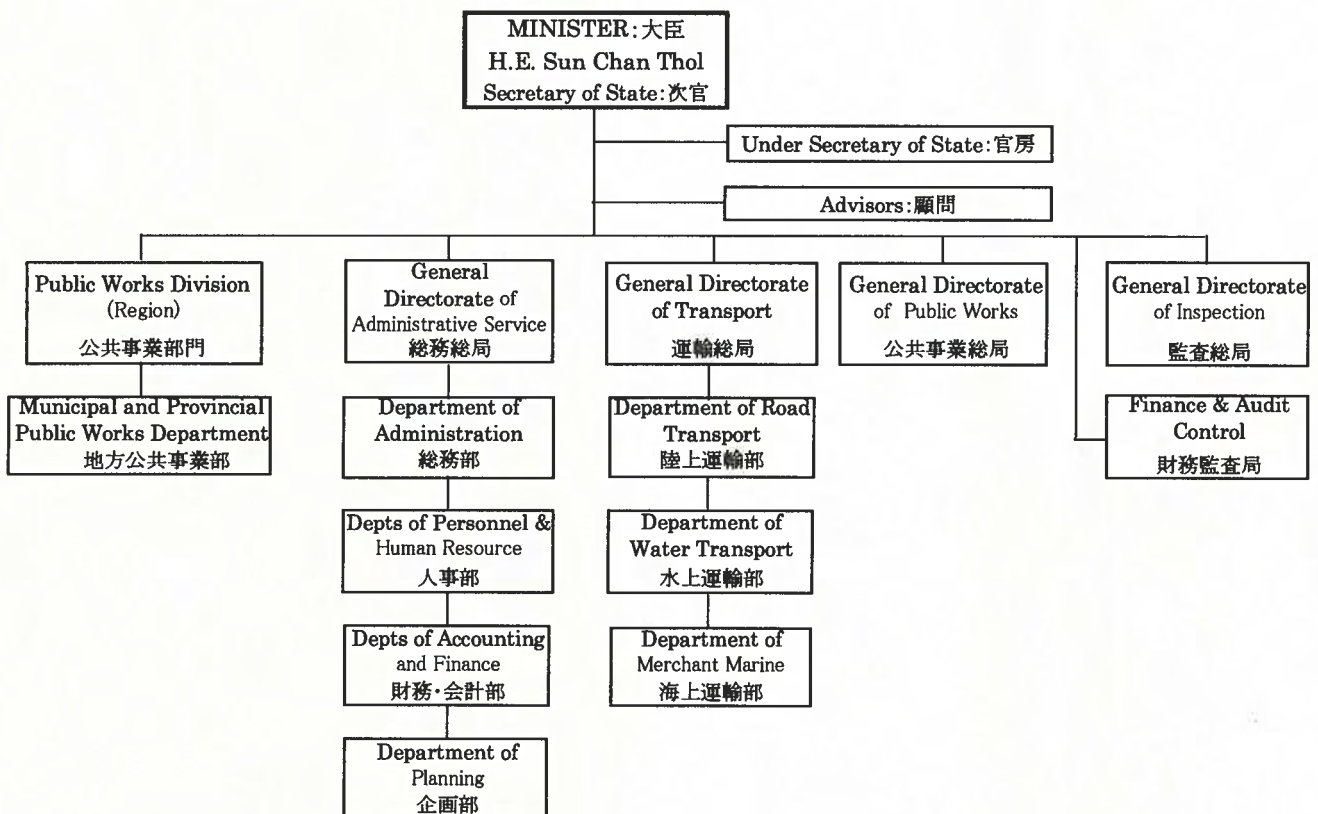 MINISTER:大臣
H.E. Sun Chan Thol
Secretary of State:次官
Under Secretary of State:官房
Advisors:顧問
Public Works Division
(Region)
公共事業部門
General
Directorate of
Administrative Service
総務総局
General Directorate
of Transport
運輸総局
General Directorate
of Public Works
公共事業総局
General Directorate
of Inspection
監査総局
Municipal and Provincial
Public Works Department
地方公共事業部
Department of
Administration
総務部
Department of Road
Transport
陸上運輸部
Finance & Audit
Control
財務監査局
Depts of Personnel &
Human Resource
人事部
Department of
Water Transport
水上運輸部
Depts of Accounting
and Finance
財務・会計部
Department of
Merchant Marine
海上運輸部
Department of
Planning
企画部